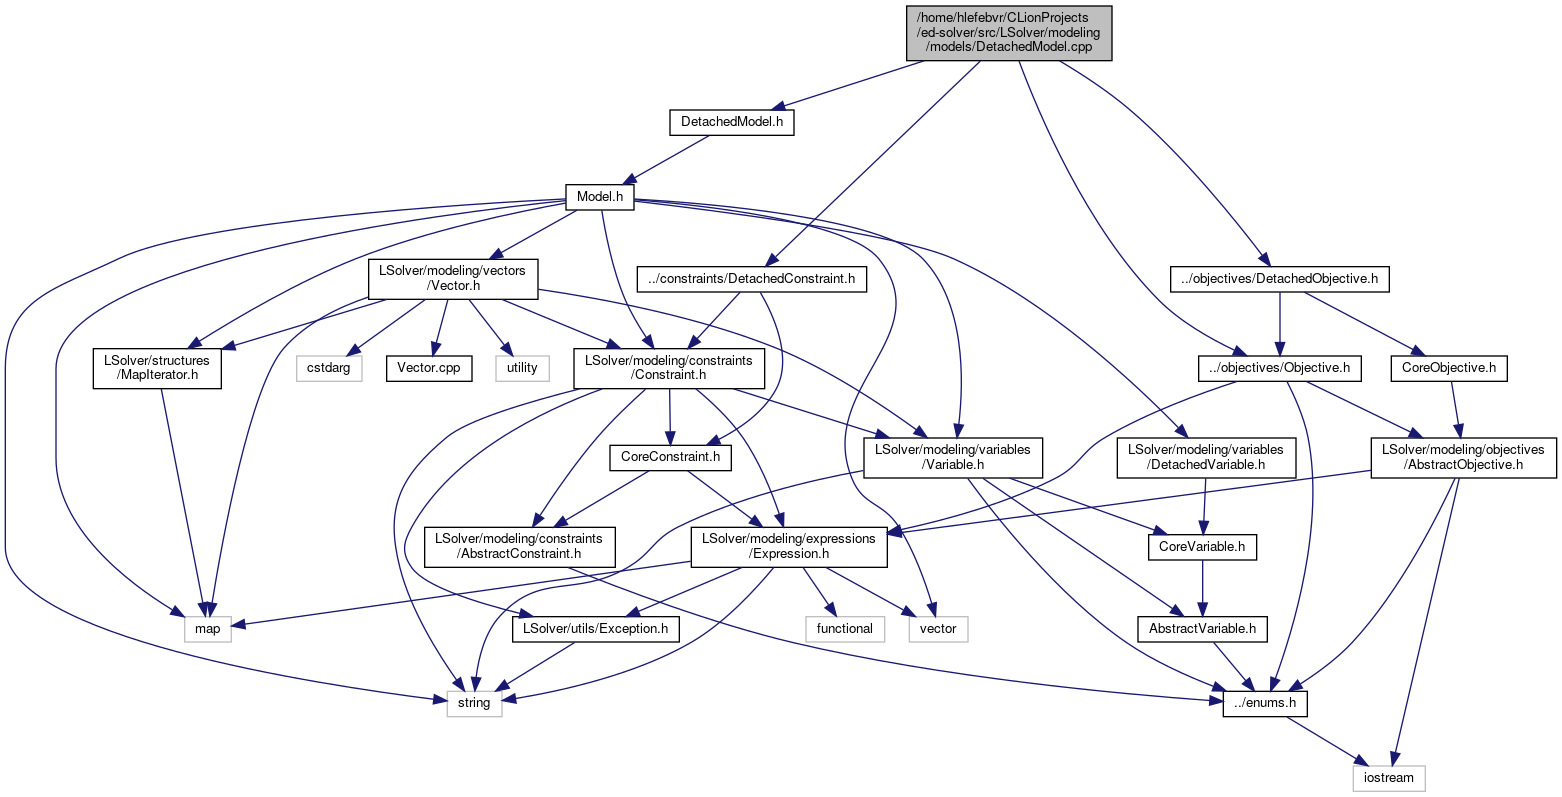 /home/hlefebvr/CLionProjects
/ed-solver/src/LSolver/modeling
/models/DetachedModel.cpp
DetachedModel.h
Model.h
LSolver/modeling/vectors
/Vector.h
../constraints/DetachedConstraint.h
../objectives/DetachedObjective.h
LSolver/structures
/MapIterator.h
cstdarg
Vector.cpp
utility
LSolver/modeling/constraints
/Constraint.h
../objectives/Objective.h
CoreObjective.h
CoreConstraint.h
LSolver/modeling/variables
/Variable.h
LSolver/modeling/variables
/DetachedVariable.h
LSolver/modeling/objectives
/AbstractObjective.h
LSolver/modeling/constraints
/AbstractConstraint.h
LSolver/modeling/expressions
/Expression.h
CoreVariable.h
map
LSolver/utils/Exception.h
functional
vector
AbstractVariable.h
string
../enums.h
iostream